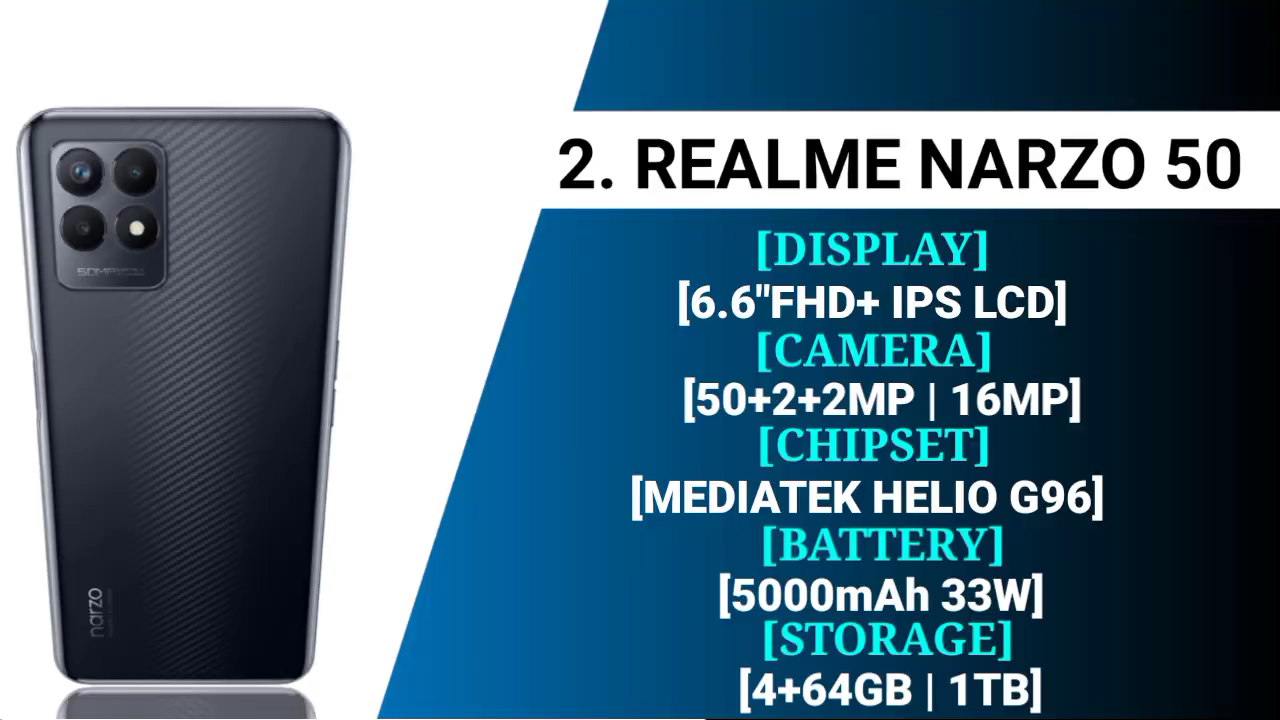 2. REALME NARZO 50
[DISPLAY]
[6.6"FHD+ IPS LCD]
[CAMERA]
[50+2+2MP | 16MP]
[CHIPSET]
[MEDIATEK HELIO G96]
[BATTERY]
[5000mAh 33W]
[STORAGE]
[4+64GB | 1TB]
narzo